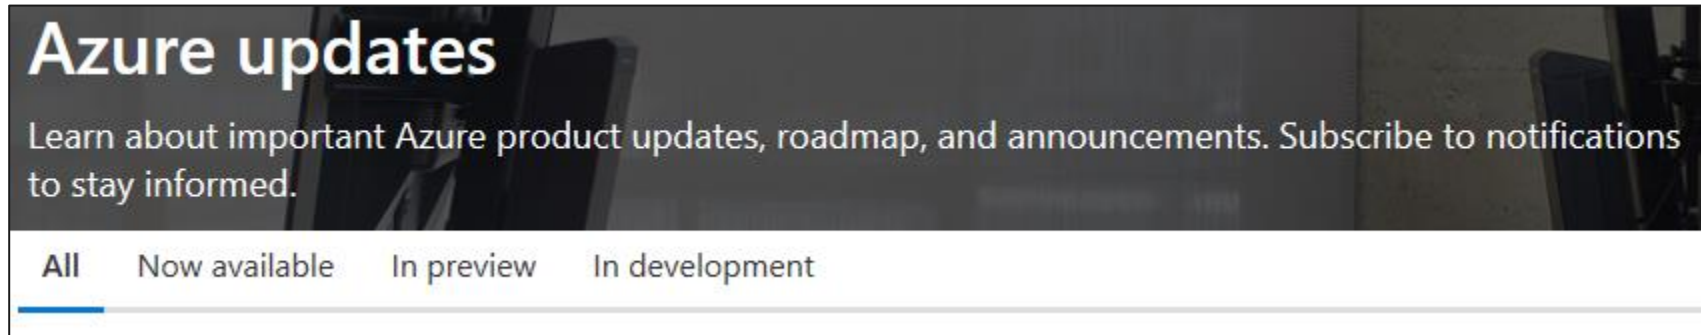 Azure updates
Learn about important Azure product updates, roadmap, and announcements. Subscribe to notifications
to stay informed.
All Now available In preview In development